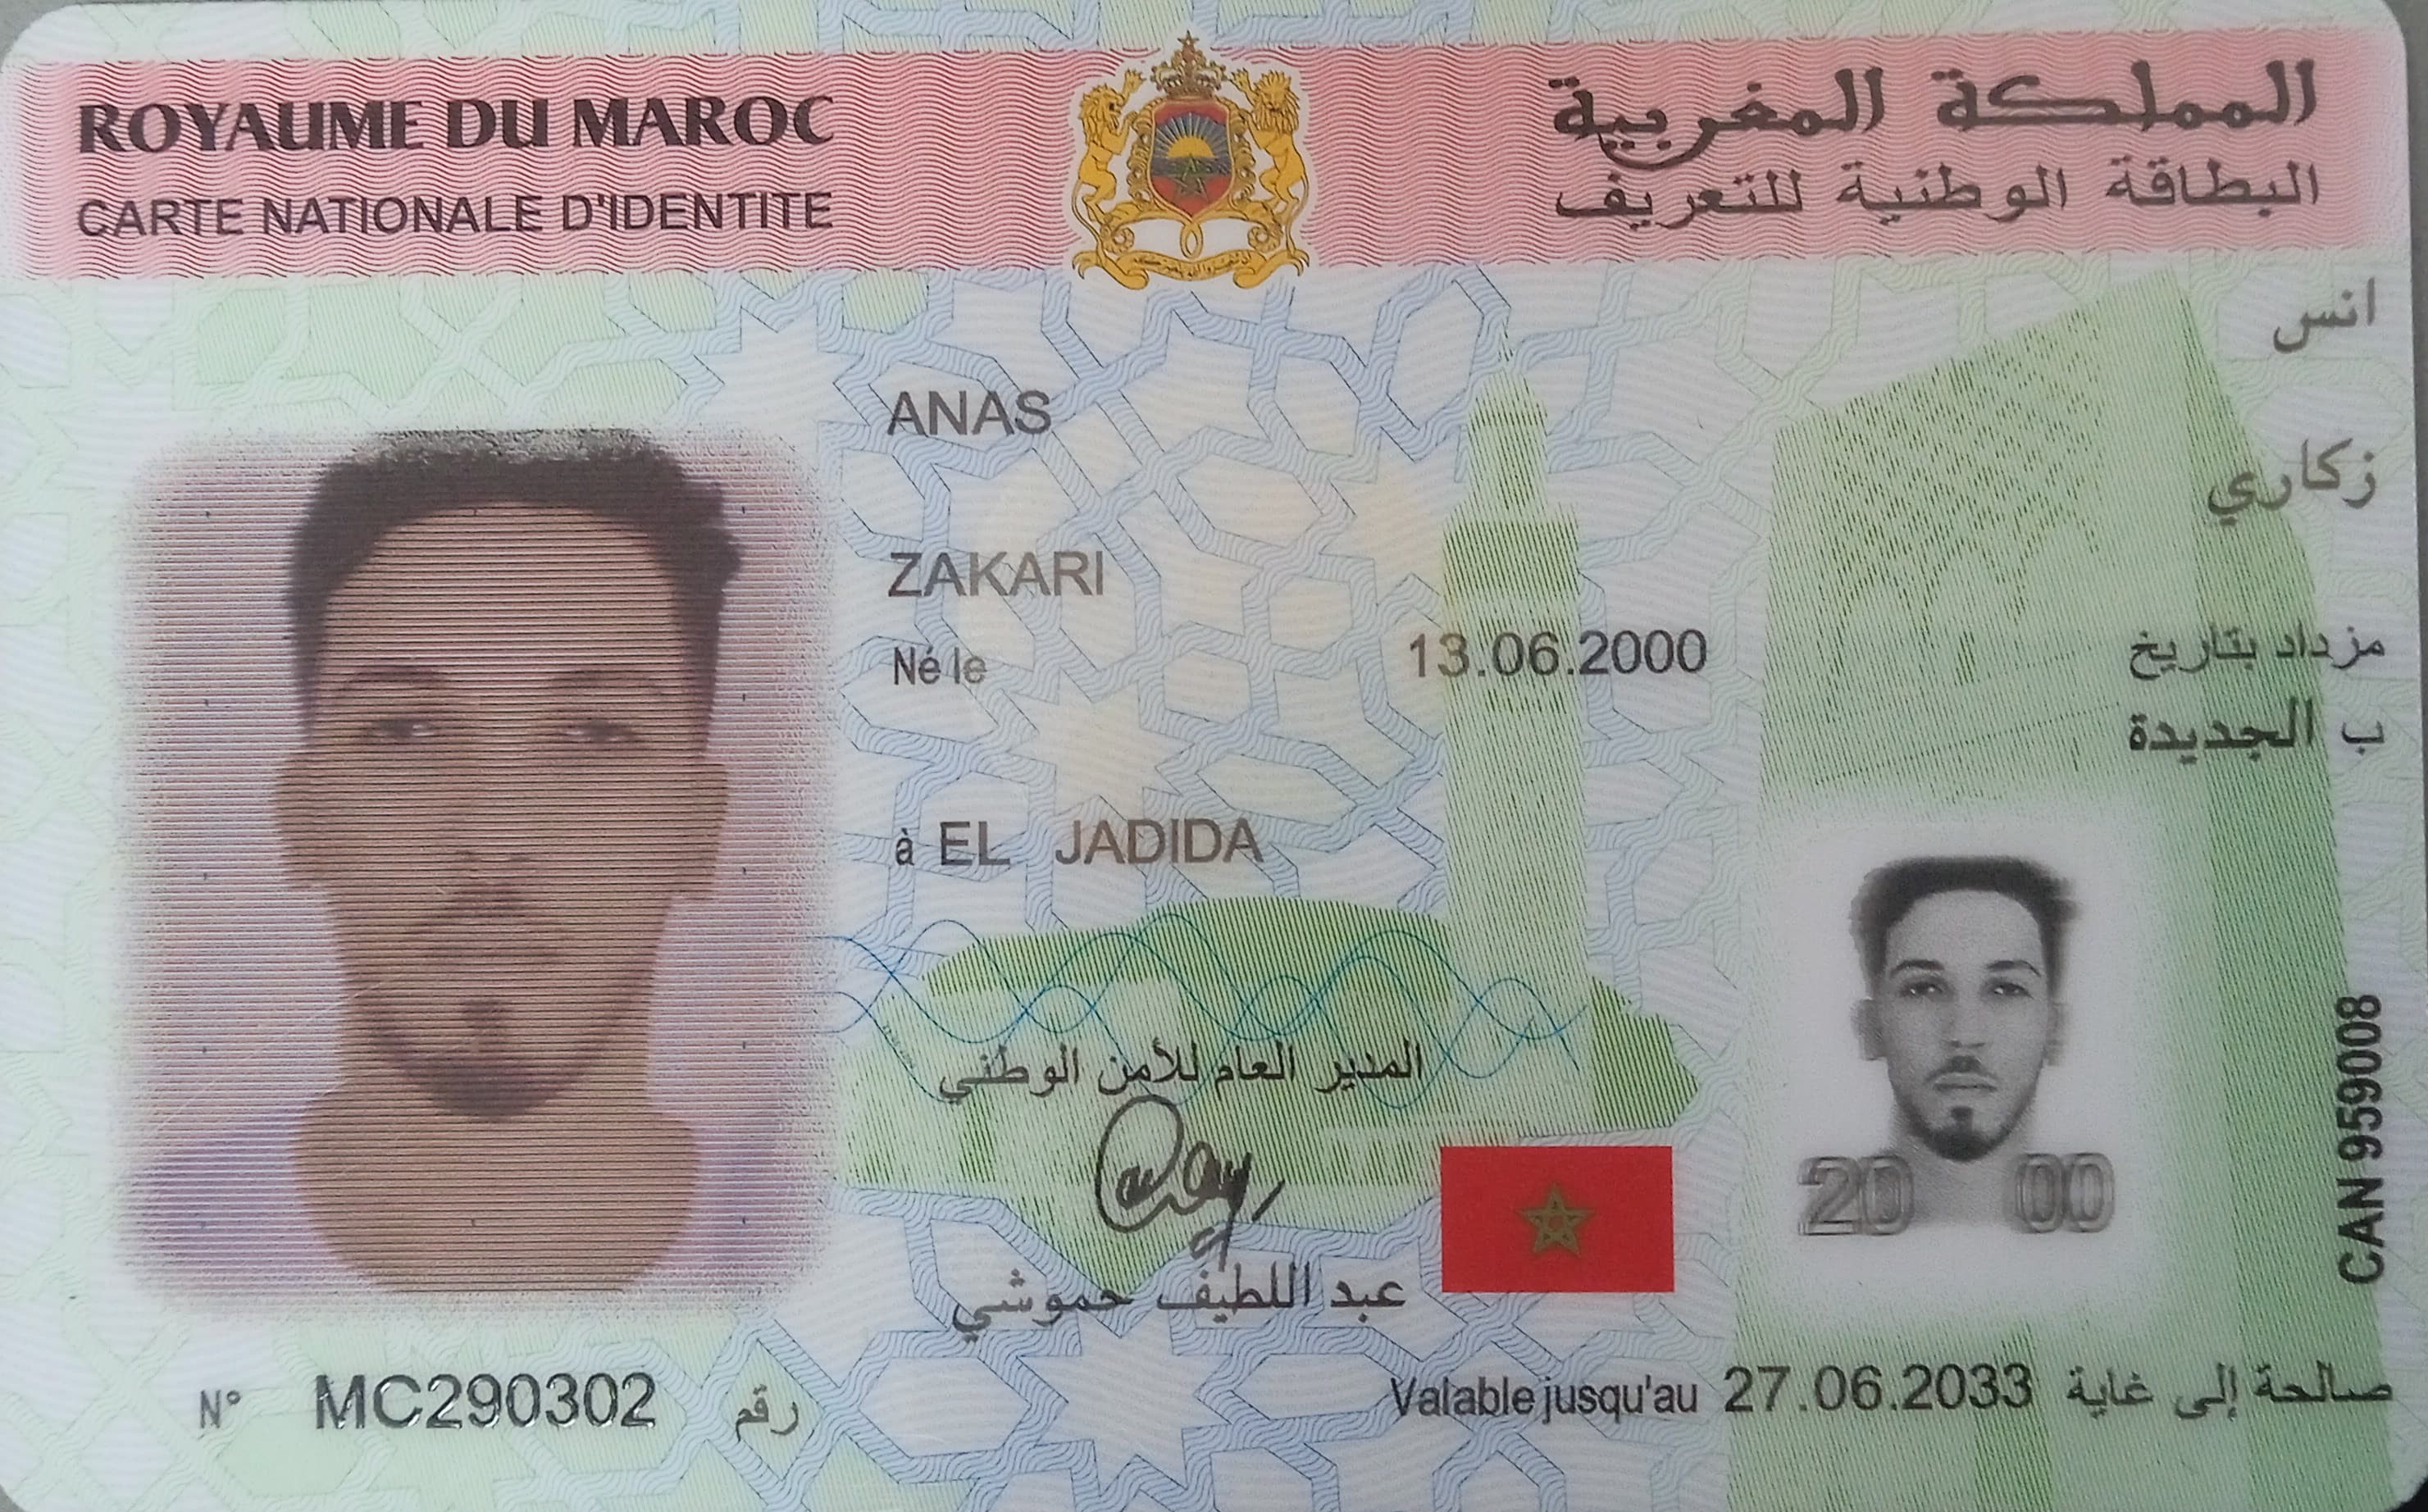 ROYAUME DU MAROC
المملكة المغربية
CARTE NATIONALE D'IDENTITE
البطاقة الوطنية للتعريف
انس
ANAS
زكاري
ZAKARI
Né le 13.06.2000 مزداد بتاريخ
ب الجديدة
à EL JADIDA
المدير العام للأمن الوطني
عبد اللطيف حموشي
20 00
CAN 959008
N° MC290302 رقم
Valable jusqu'au 27.06.2033 صالحة إلى غاية